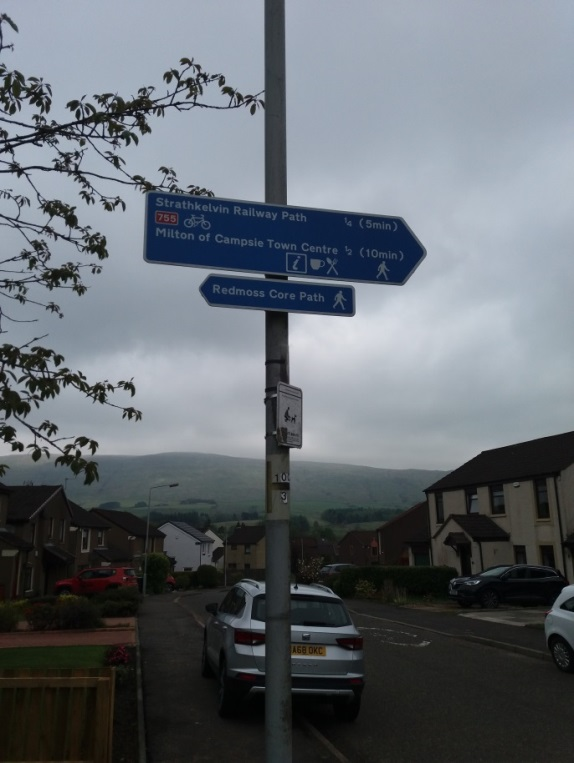 Strathkelvin Railway Path ¼ (5min)
755
Milton of Campsie Town Centre ½ (10min)
i
Redmoss Core Path
10
3